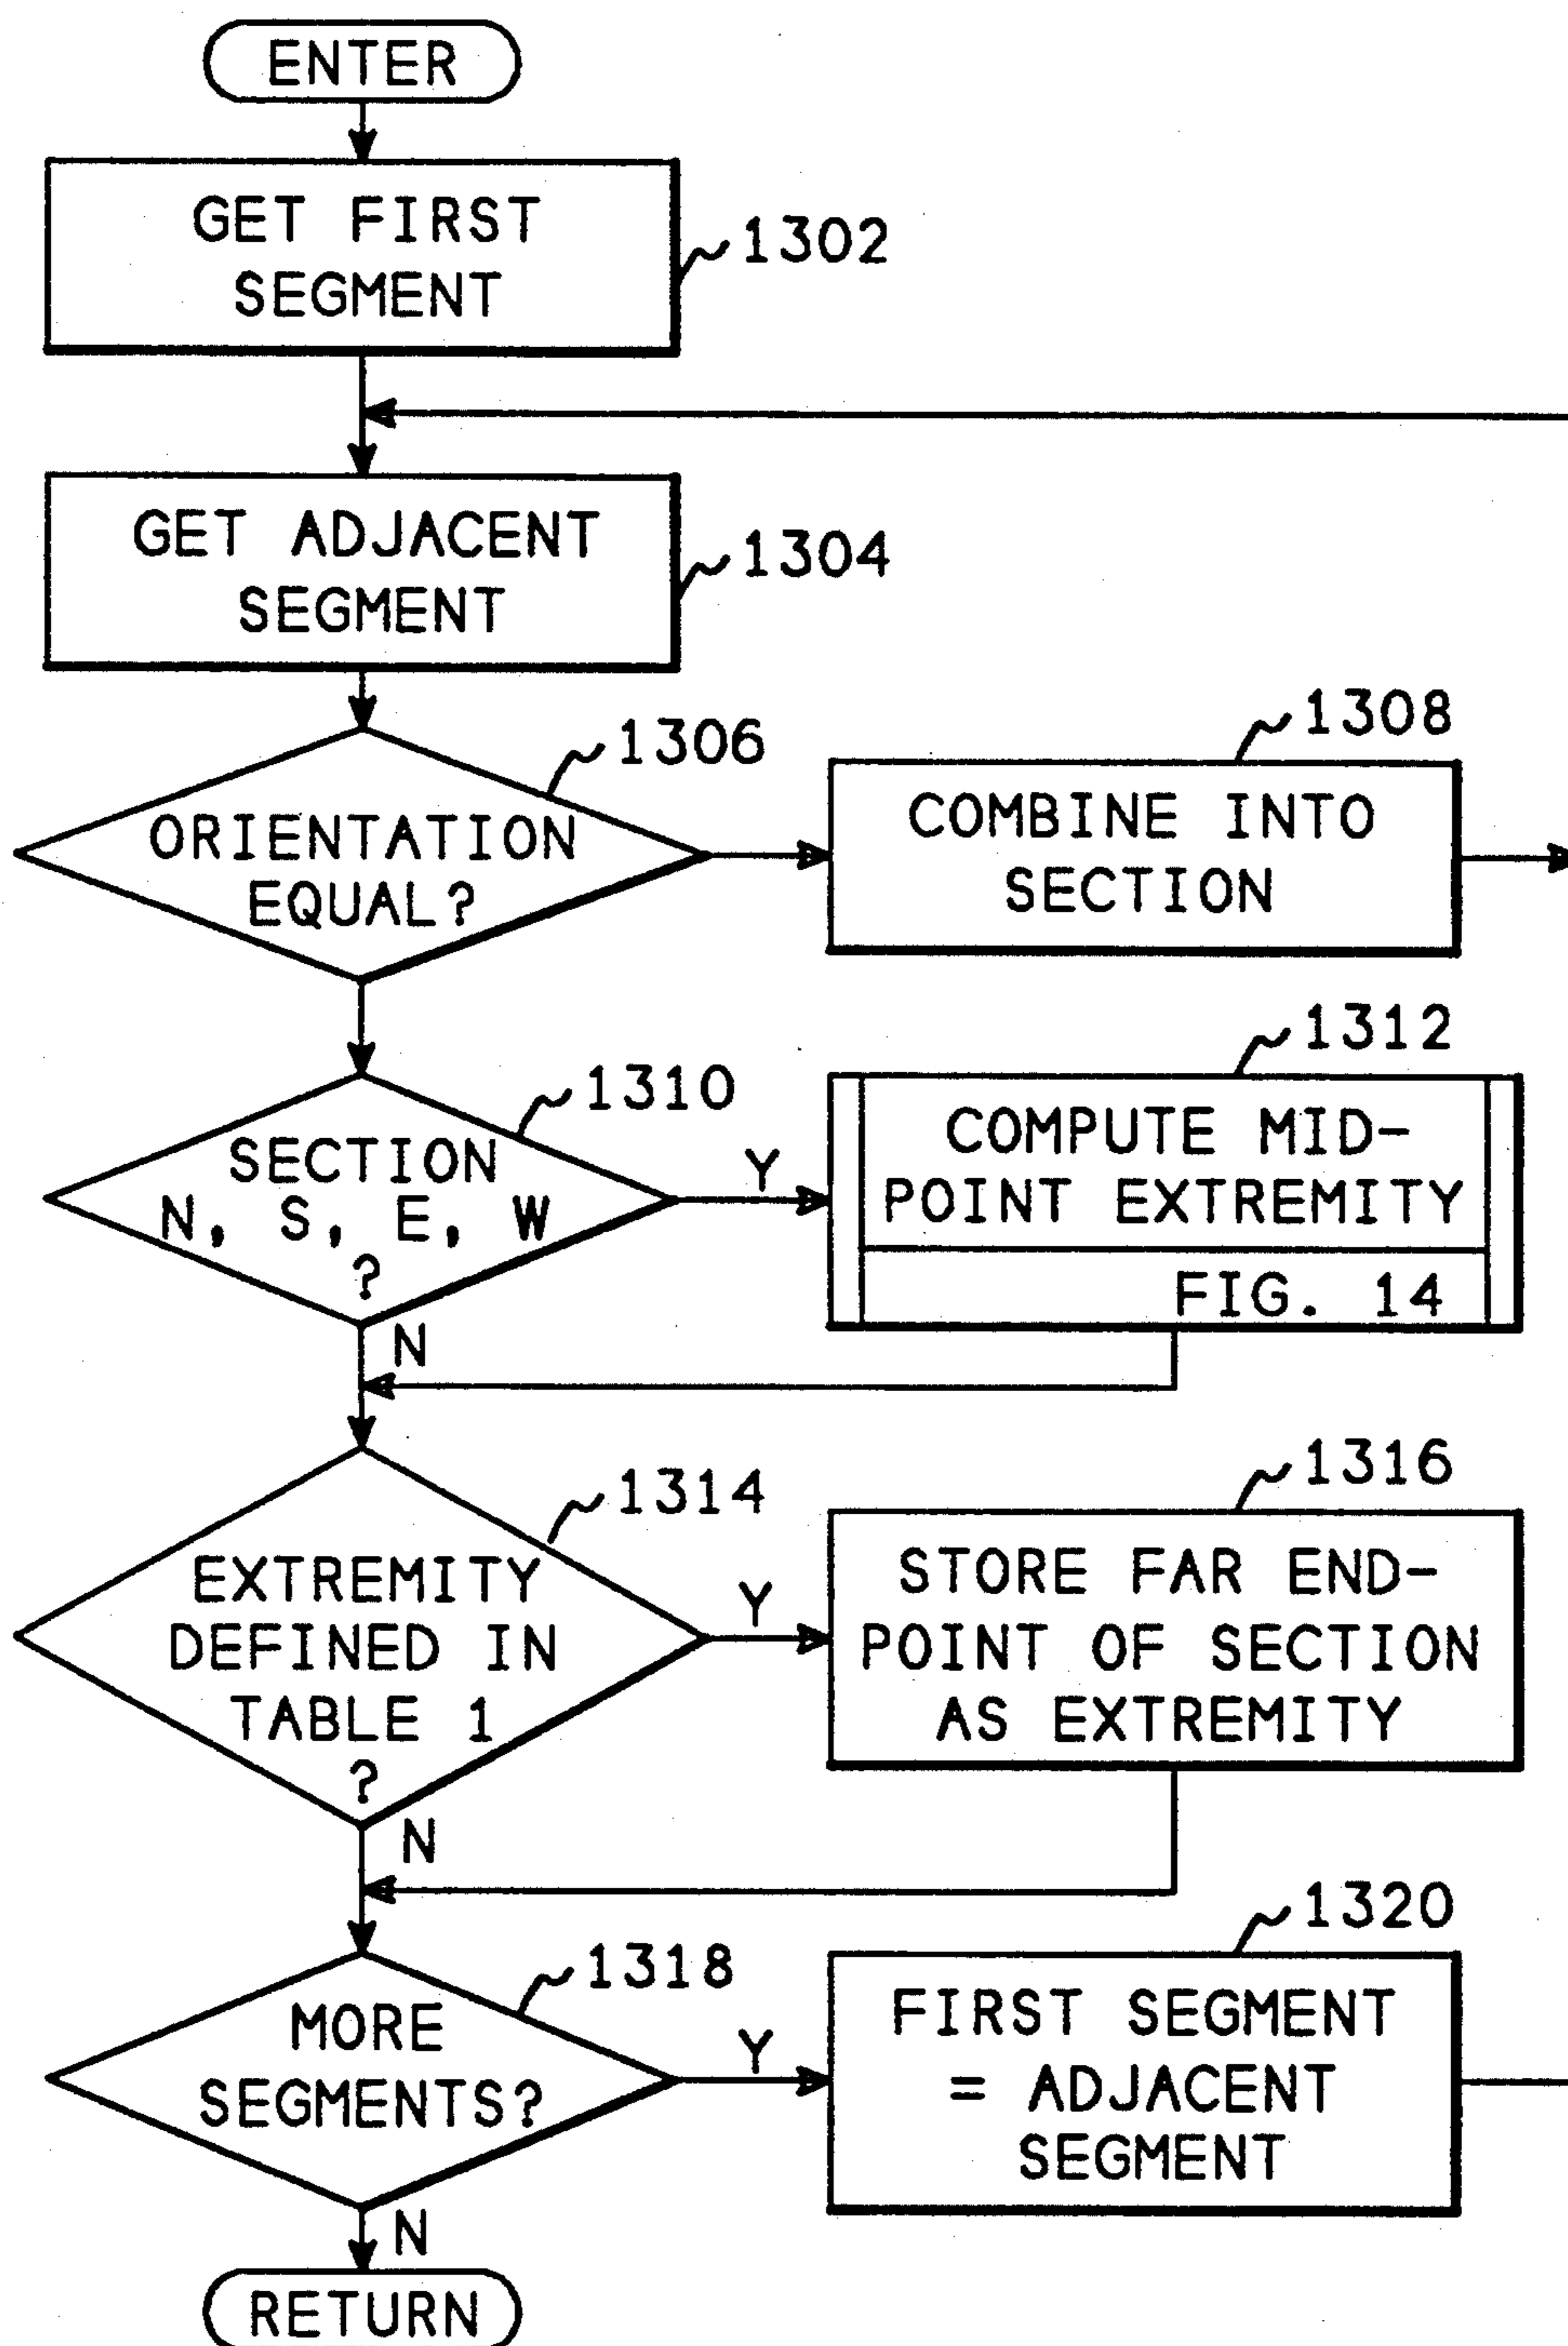 ENTER
GET FIRST
SEGMENT
1302
GET ADJACENT
SEGMENT
1304
ORIENTATION
EQUAL?
1306
COMBINE INTO
SECTION
1308
SECTION
N, S, E, W
?
1310
Y
N
COMPUTE MID-
POINT EXTREMITY
FIG. 14
1312
EXTREMITY
DEFINED IN
TABLE 1
?
1314
Y
N
STORE FAR END-
POINT OF SECTION
AS EXTREMITY
1316
MORE
SEGMENTS?
1318
Y
N
FIRST SEGMENT
= ADJACENT
SEGMENT
1320
RETURN